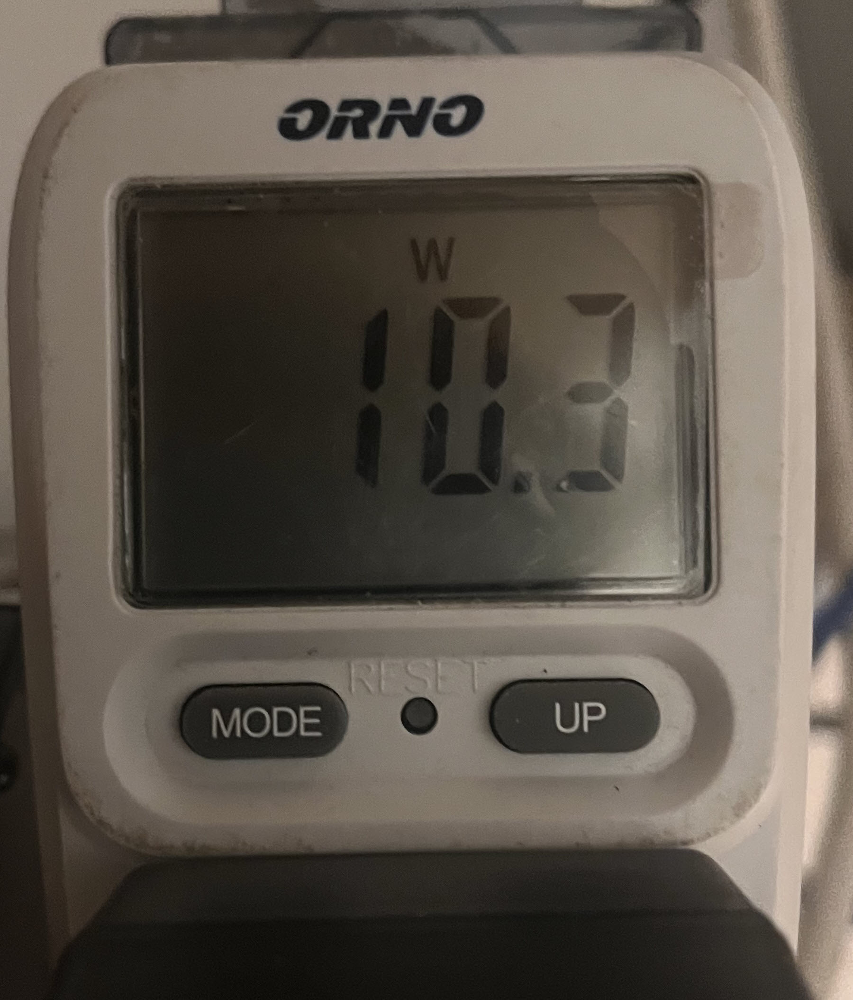 ORNO
W
10.3
RESET
MODE
UP